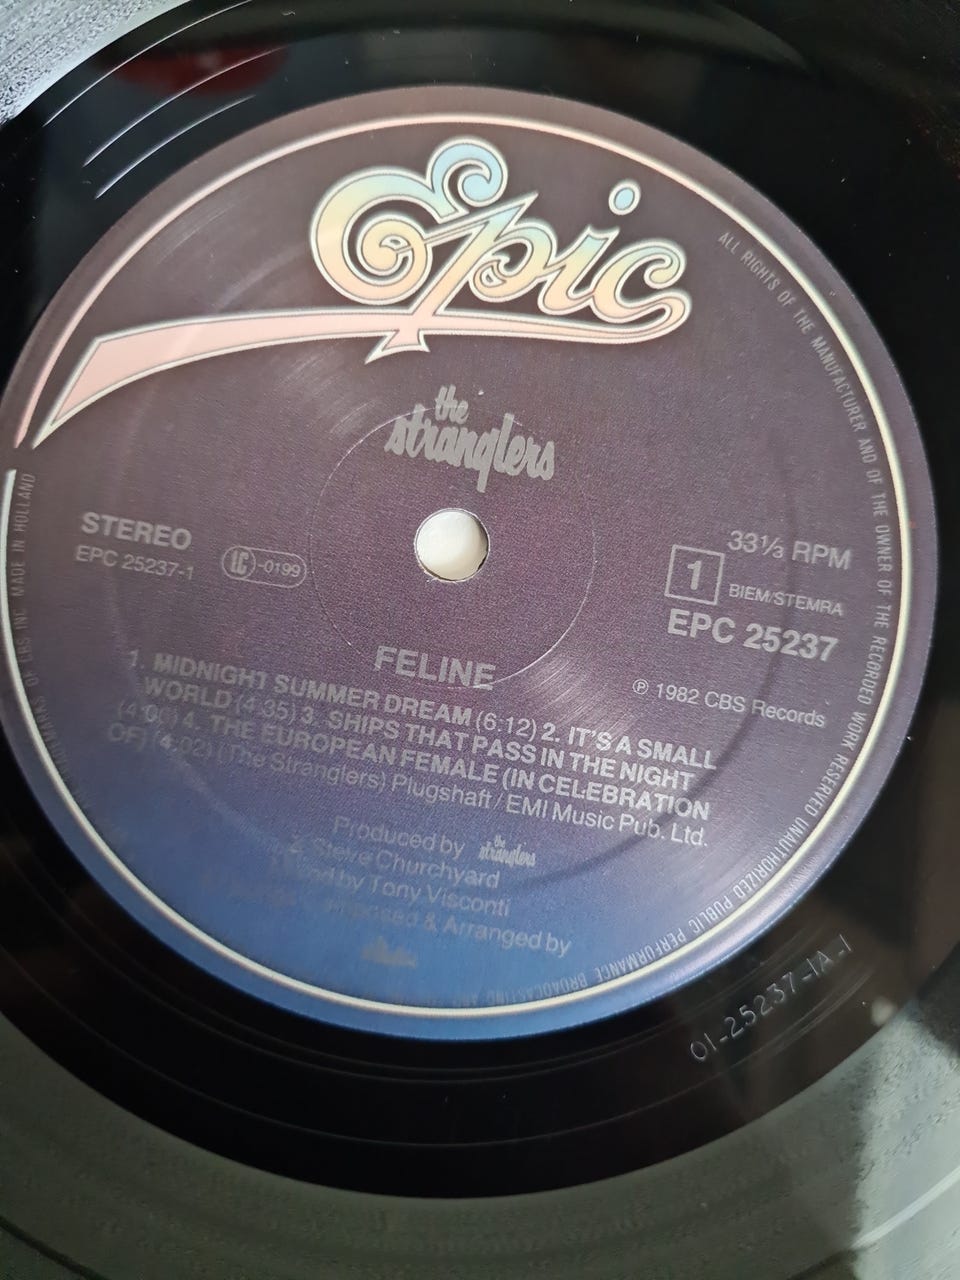 Epic
the
stranglers
STEREO
EPC 25237-1
LC -0199
33⅓ RPM
1
BIEM/STEMRA
EPC 25237
℗ 1982 CBS Records
FELINE
1. MIDNIGHT SUMMER DREAM (6:12) 2. IT'S A SMALL
WORLD (4:35) 3. SHIPS THAT PASS IN THE NIGHT
(4:00) 4. THE EUROPEAN FEMALE (IN CELEBRATION
OF) (4:02) (The Stranglers) Plugshaft / EMI Music Pub. Ltd.
Produced by the stranglers
& Steve Churchyard
by Tony Visconti
& Arranged by
ALL RIGHTS OF THE MANUFACTURER AND OF THE OWNER OF THE RECORDED WORK RESERVED UNAUTHORIZED PUBLIC PERFORMANCE BROADCASTING AND
OF CBS INC MADE IN HOLLAND
01-25237-1A-1